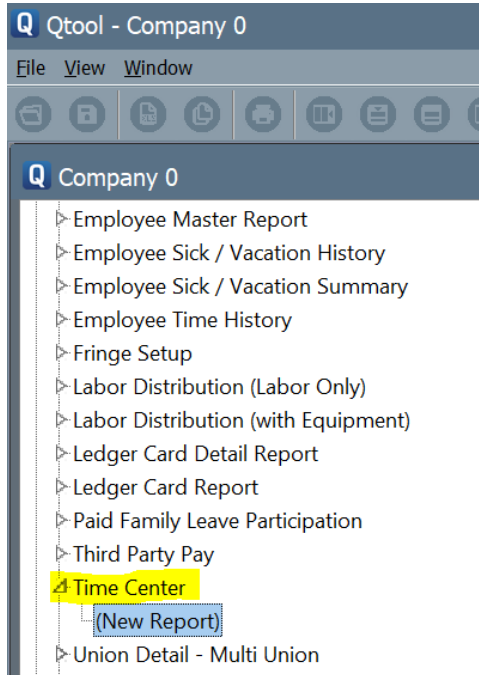 Q Qtool - Company 0
File View Window
Q Company 0
Employee Master Report
Employee Sick / Vacation History
Employee Sick / Vacation Summary
Employee Time History
Fringe Setup
Labor Distribution (Labor Only)
Labor Distribution (with Equipment)
Ledger Card Detail Report
Ledger Card Report
Paid Family Leave Participation
Third Party Pay
Time Center
(New Report)
Union Detail - Multi Union